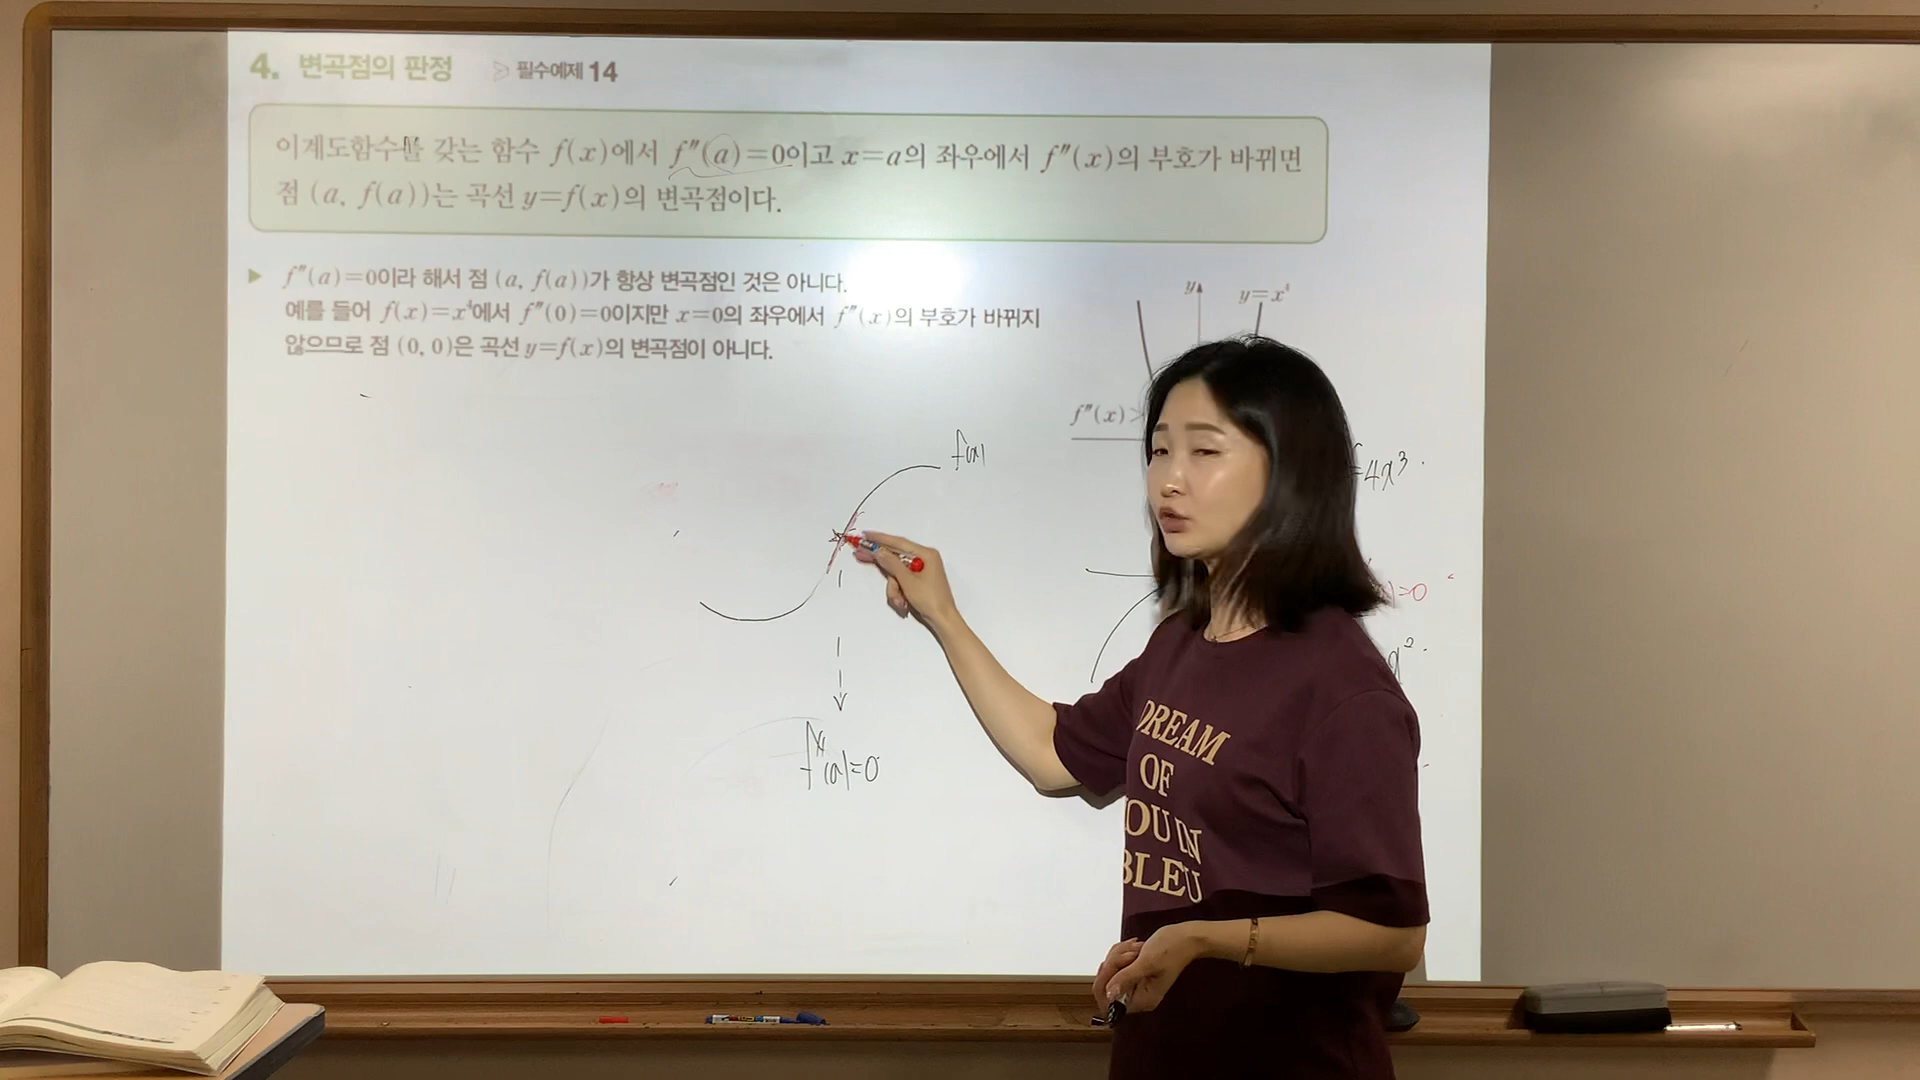 4. 변곡점의 판정 필수예제 14
이계도함수를 갖는 함수 f(x)에서 f″(a)=0이고 x=a의 좌우에서 f″(x)의 부호가 바뀌면
점 (a, f(a))는 곡선 y=f(x)의 변곡점이다.
▶ f″(a)=0이라 해서 점 (a, f(a))가 항상 변곡점인 것은 아니다.
예를 들어 f(x)=x⁴에서 f″(0)=0이지만 x=0의 좌우에서 f″(x)의 부호가 바뀌지
않으므로 점 (0, 0)은 곡선 y=f(x)의 변곡점이 아니다.
y
y=x⁴
f″(x)>
f(x)
=4x³
=0
x²
f″(a)=0
DREAM
OF
YOU IN
BLEU